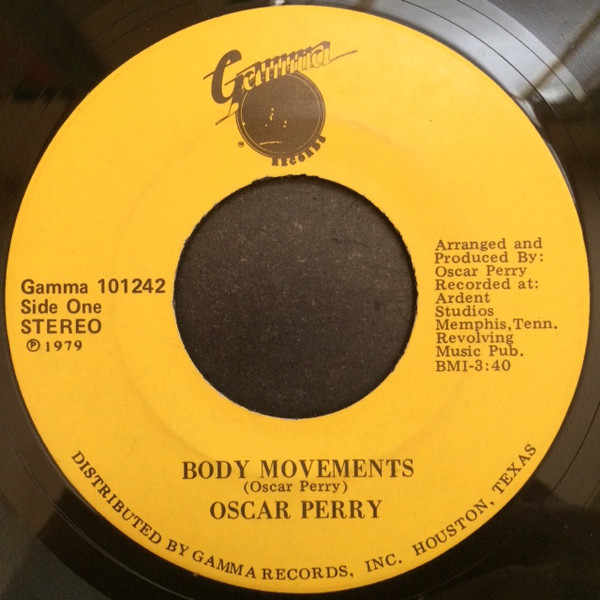 Gamma
RECORDS
Gamma 101242
Side One
STEREO
℗ 1979
Arranged and
Produced By:
Oscar Perry
Recorded at:
Ardent
Studios
Memphis,Tenn.
Revolving
Music Pub.
BMI-3:40
BODY MOVEMENTS
(Oscar Perry)
OSCAR PERRY
DISTRIBUTED BY GAMMA RECORDS, INC. HOUSTON, TEXAS